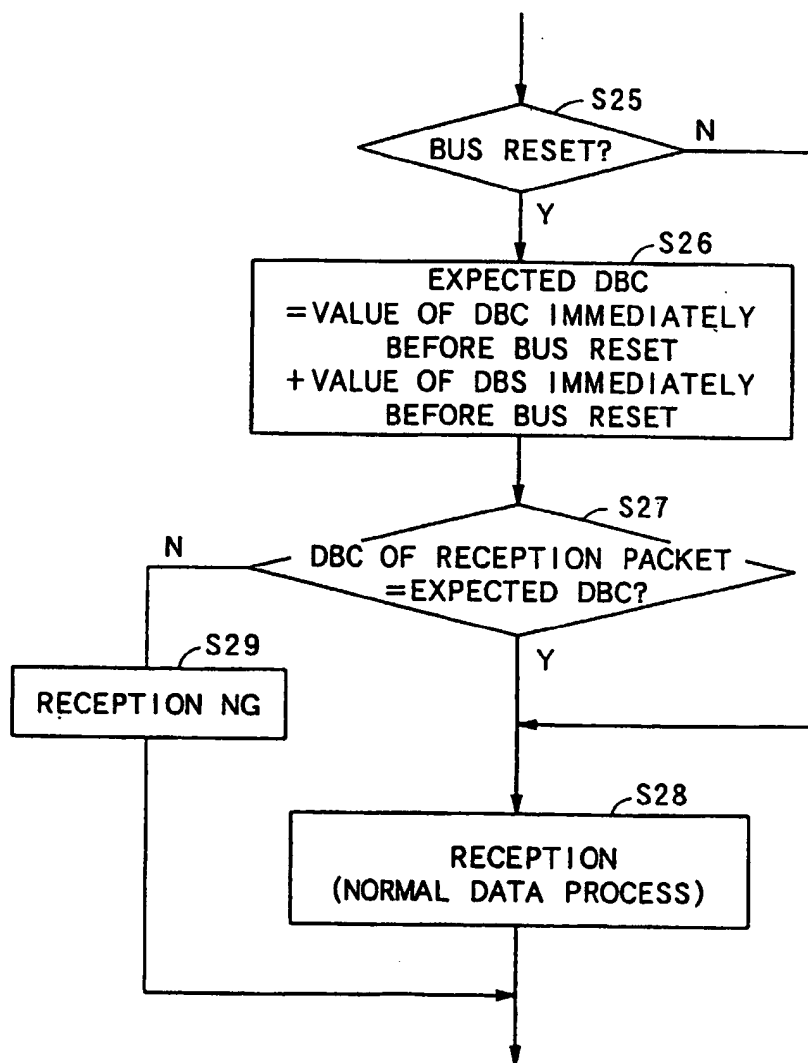 S25
BUS RESET?
N
Y
S26
EXPECTED DBC
=VALUE OF DBC IMMEDIATELY
BEFORE BUS RESET
+VALUE OF DBS IMMEDIATELY
BEFORE BUS RESET
S27
N
DBC OF RECEPTION PACKET
=EXPECTED DBC?
Y
S29
RECEPTION NG
S28
RECEPTION
(NORMAL DATA PROCESS)